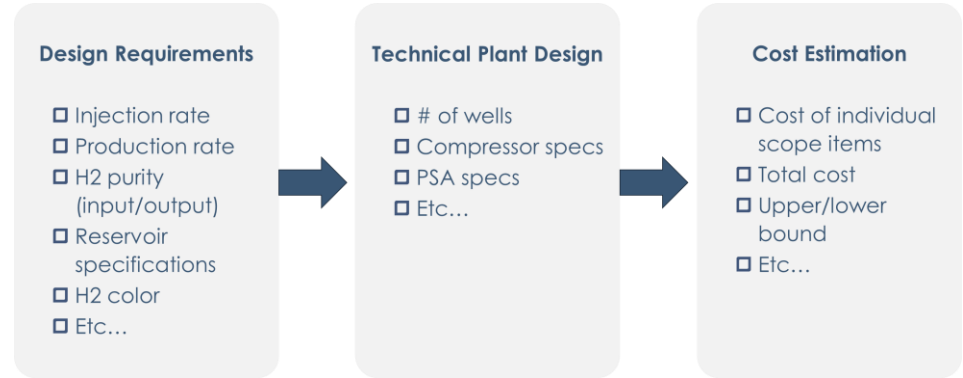 Design Requirements
Injection rate
Production rate
H2 purity
(input/output)
Reservoir
specifications
H2 color
Etc…
Technical Plant Design
# of wells
Compressor specs
PSA specs
Etc…
Cost Estimation
Cost of individual
scope items
Total cost
Upper/lower
bound
Etc…